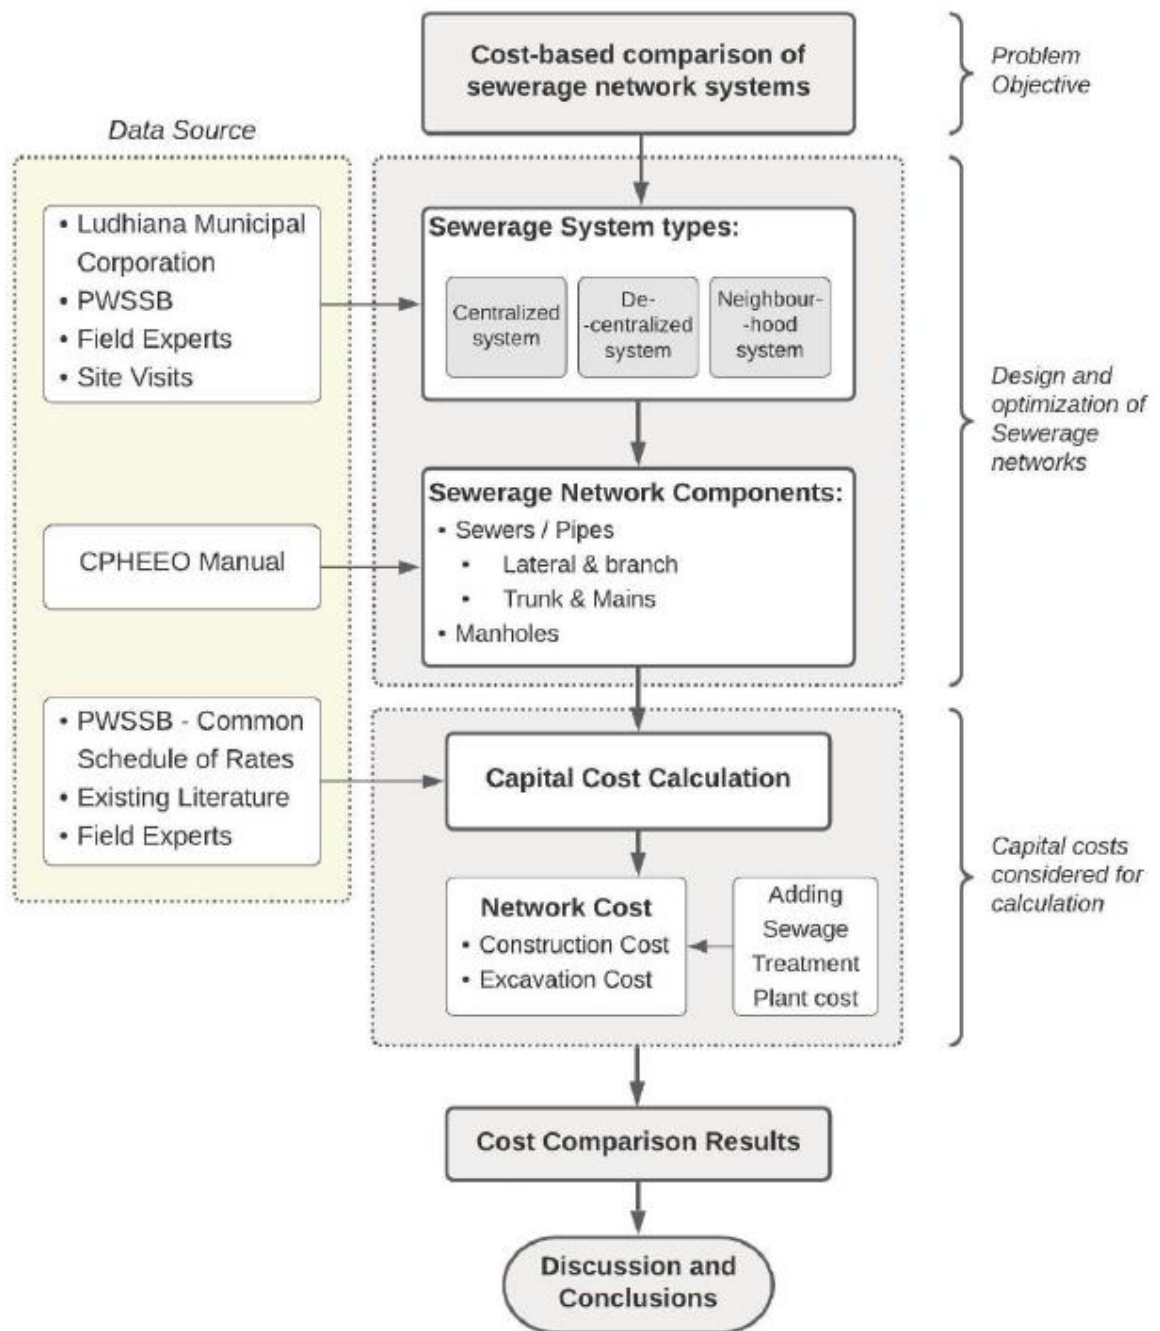 Cost-based comparison of
sewerage network systems
Problem
Objective
Data Source
• Ludhiana Municipal
Corporation
• PWSSB
• Field Experts
• Site Visits
Sewerage System types:
Centralized
system
De-
-centralized
system
Neighbour-
-hood
system
Design and
optimization of
Sewerage
networks
CPHEEO Manual
Sewerage Network Components:
• Sewers / Pipes
• Lateral & branch
• Trunk & Mains
• Manholes
• PWSSB - Common
Schedule of Rates
• Existing Literature
• Field Experts
Capital Cost Calculation
Network Cost
• Construction Cost
• Excavation Cost
Adding
Sewage
Treatment
Plant cost
Capital costs
considered for
calculation
Cost Comparison Results
Discussion and
Conclusions